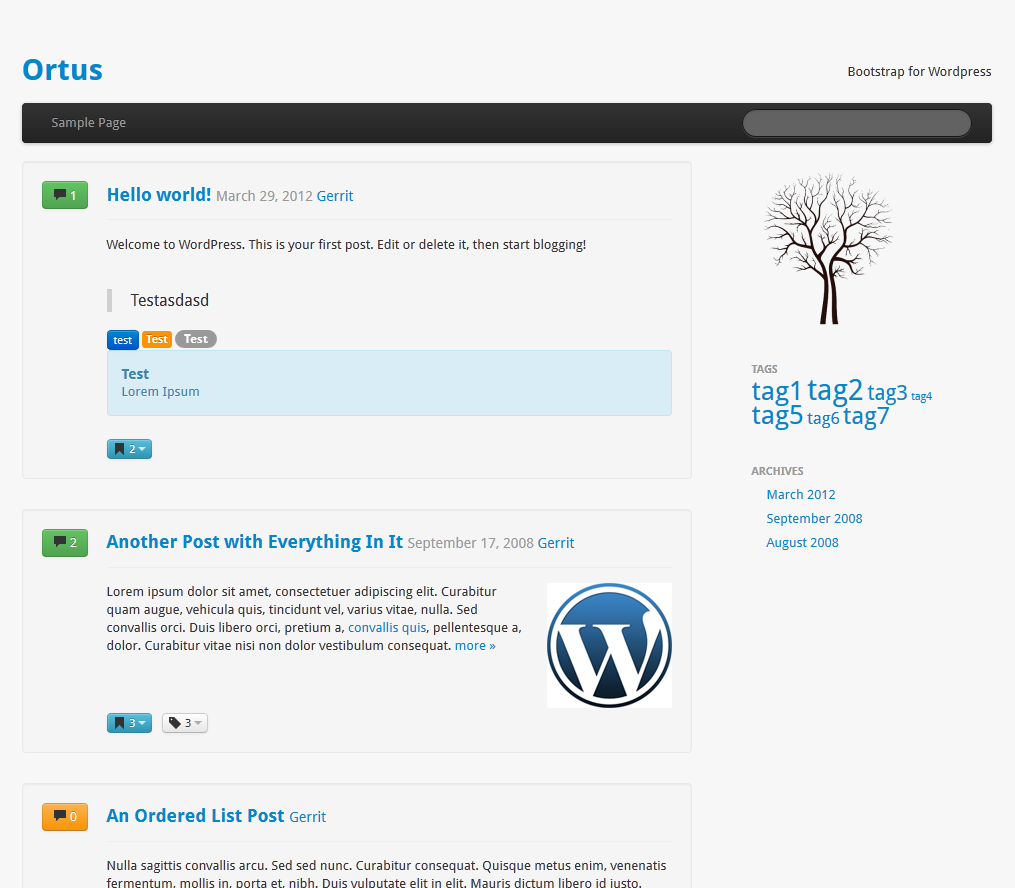 Ortus
Bootstrap for Wordpress
Sample Page
1
Hello world! March 29, 2012 Gerrit
Welcome to WordPress. This is your first post. Edit or delete it, then start blogging!
Testasdasd
test Test Test
Test
Lorem Ipsum
2
2
Another Post with Everything In It September 17, 2008 Gerrit
Lorem ipsum dolor sit amet, consectetuer adipiscing elit. Curabitur
quam augue, vehicula quis, tincidunt vel, varius vitae, nulla. Sed
convallis orci. Duis libero orci, pretium a, convallis quis, pellentesque a,
dolor. Curabitur vitae nisi non dolor vestibulum consequat. more »
W
3 3
0
An Ordered List Post Gerrit
Nulla sagittis convallis arcu. Sed sed nunc. Curabitur consequat. Quisque metus enim, venenatis
fermentum, mollis in, porta et, nibh. Duis vulputate elit in elit. Mauris dictum libero id justo.
TAGS
tag1 tag2 tag3 tag4
tag5 tag6 tag7
ARCHIVES
March 2012
September 2008
August 2008